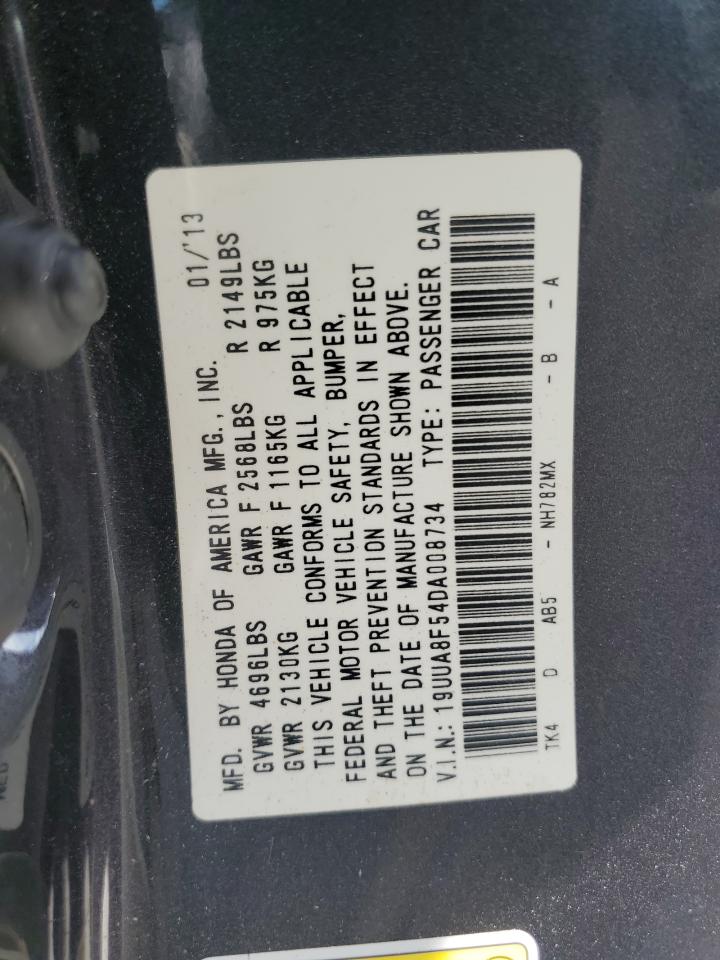 MFD. BY HONDA OF AMERICA MFG., INC. 01/'13
GVWR 4696LBS GAWR F 2568LBS R 2149LBS
GVWR 2130KG GAWR F 1165KG R 975KG
THIS VEHICLE CONFORMS TO ALL APPLICABLE
FEDERAL MOTOR VEHICLE SAFETY, BUMPER,
AND THEFT PREVENTION STANDARDS IN EFFECT
ON THE DATE OF MANUFACTURE SHOWN ABOVE.
V.I.N.: 19UUA8F54DA008734 TYPE: PASSENGER CAR
TK4 D AB5 - NH782MX - B - A